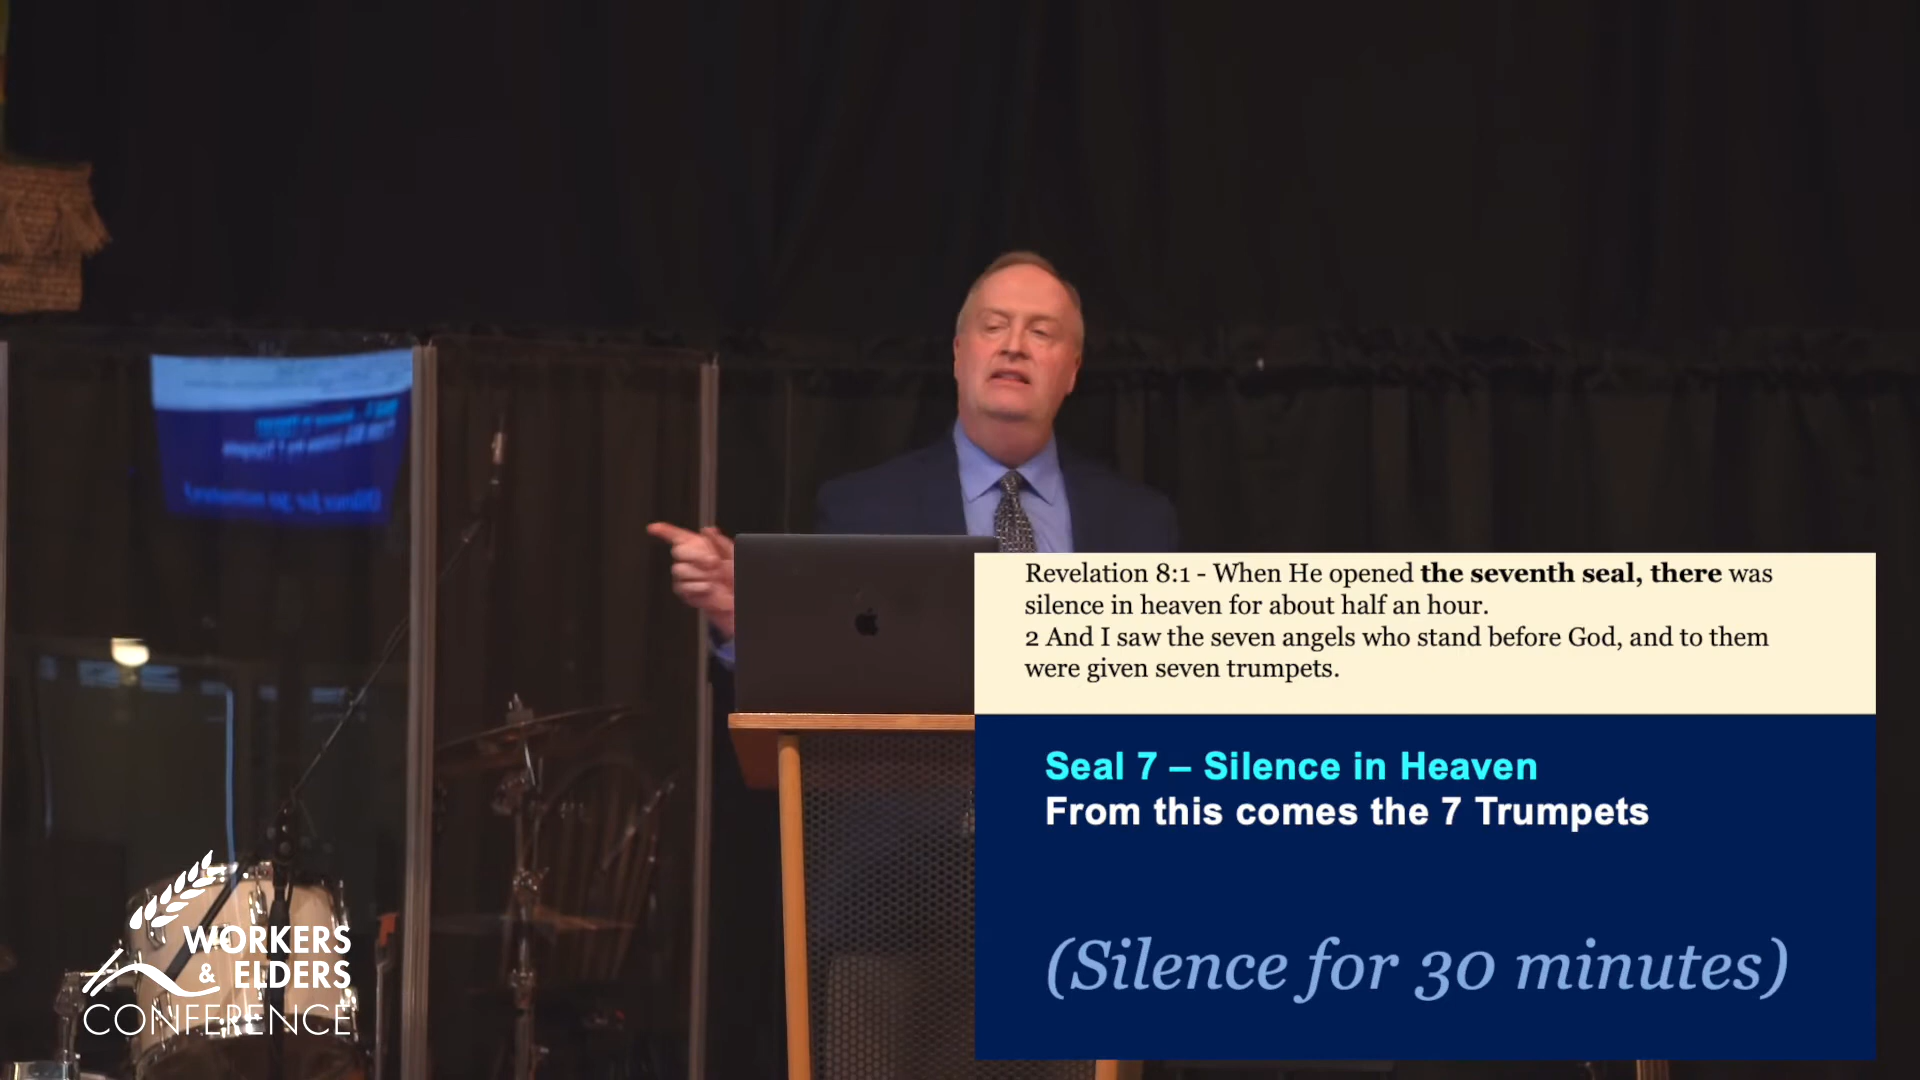 Revelation 8:1 - When He opened the seventh seal, there was
silence in heaven for about half an hour.
2 And I saw the seven angels who stand before God, and to them
were given seven trumpets.
Seal 7 – Silence in Heaven
From this comes the 7 Trumpets
(Silence for 30 minutes)
WORKERS
& ELDERS
CONFERENCE